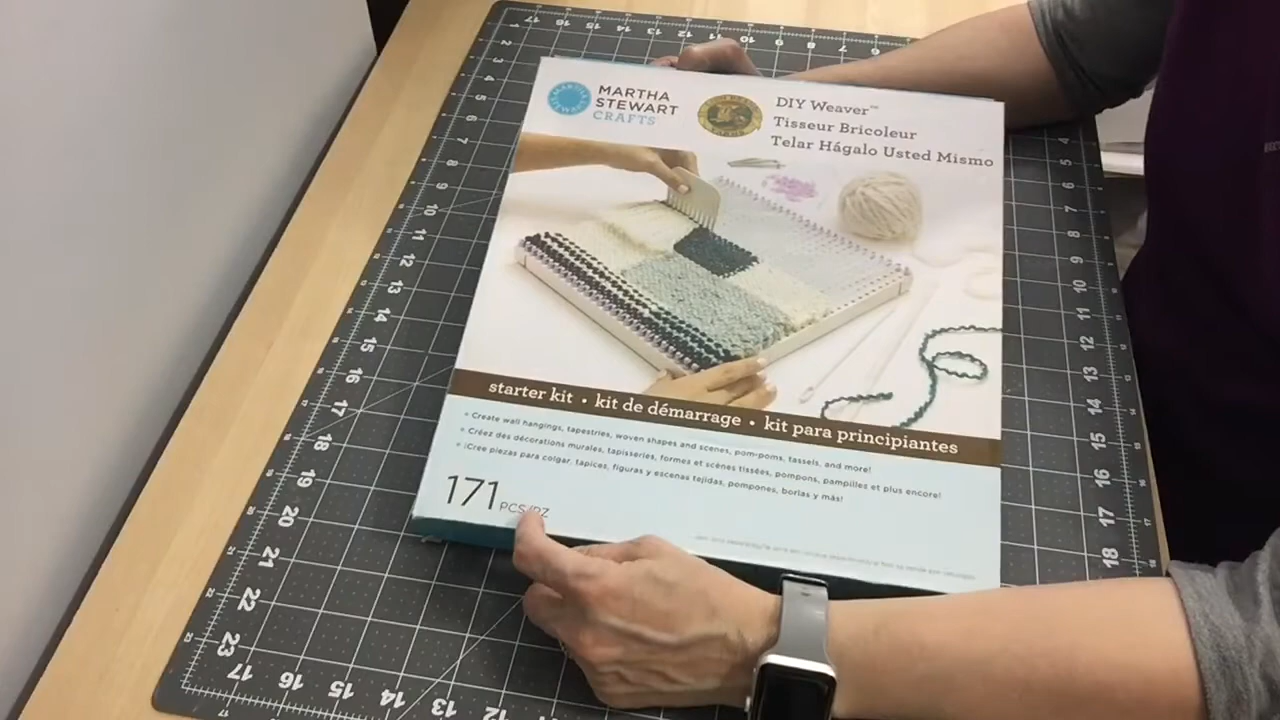 MARTHA
STEWART
CRAFTS
DIY Weaver™
Tisseur Bricoleur
Telar Hágalo Usted Mismo
starter kit • kit de démarrage • kit para principiantes
• Create wall hangings, tapestries, woven shapes and scenes, pom-poms, tassels, and more!
• Créez des décorations murales, tapisseries, formes et scènes tissées, pompons, pampilles et plus encore!
• ¡Cree piezas para colgar, tapices, figuras y escenas tejidas, pompones, borlas y más!
171 PCS/PZ